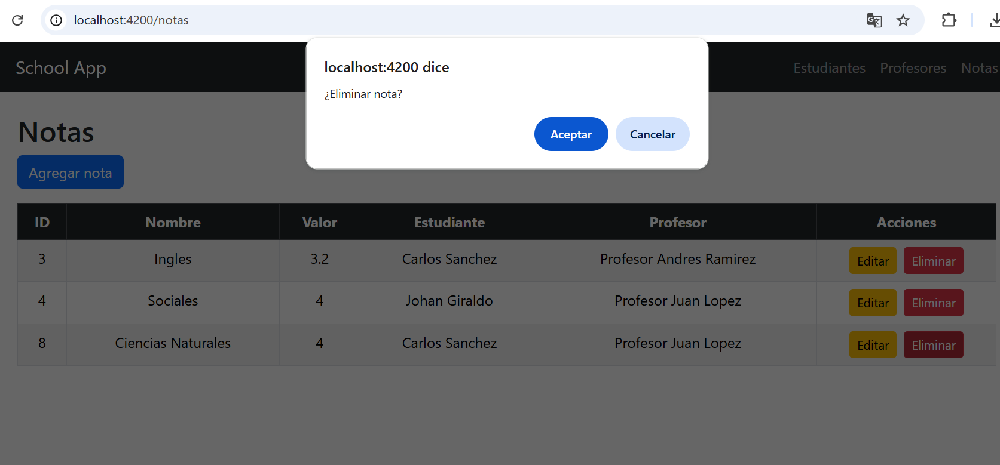 localhost:4200/notas
School App
Estudiantes Profesores Notas
localhost:4200 dice
¿Eliminar nota?
Aceptar Cancelar
Notas
Agregar nota
ID Nombre Valor Estudiante Profesor Acciones
3 Ingles 3.2 Carlos Sanchez Profesor Andres Ramirez Editar Eliminar
4 Sociales 4 Johan Giraldo Profesor Juan Lopez Editar Eliminar
8 Ciencias Naturales 4 Carlos Sanchez Profesor Juan Lopez Editar Eliminar